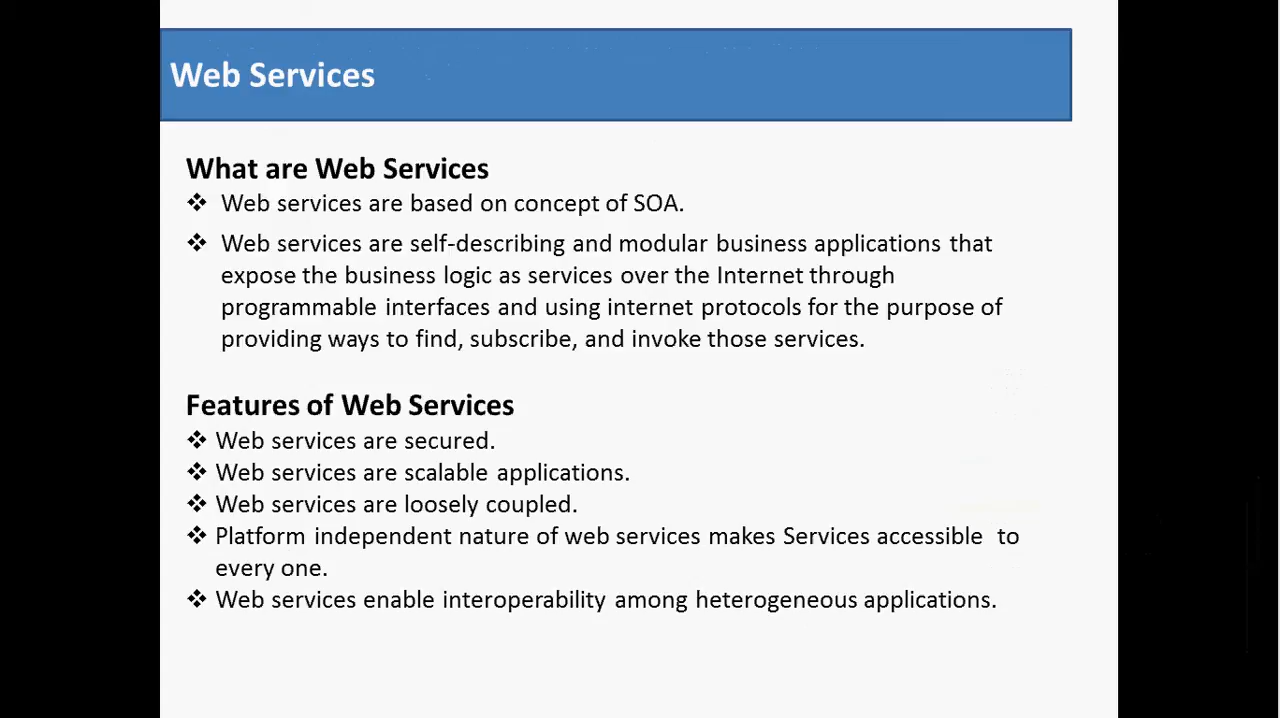 Web Services
What are Web Services
❖ Web services are based on concept of SOA.
❖ Web services are self-describing and modular business applications that
expose the business logic as services over the Internet through
programmable interfaces and using internet protocols for the purpose of
providing ways to find, subscribe, and invoke those services.
Features of Web Services
❖ Web services are secured.
❖ Web services are scalable applications.
❖ Web services are loosely coupled.
❖ Platform independent nature of web services makes Services accessible to
every one.
❖ Web services enable interoperability among heterogeneous applications.